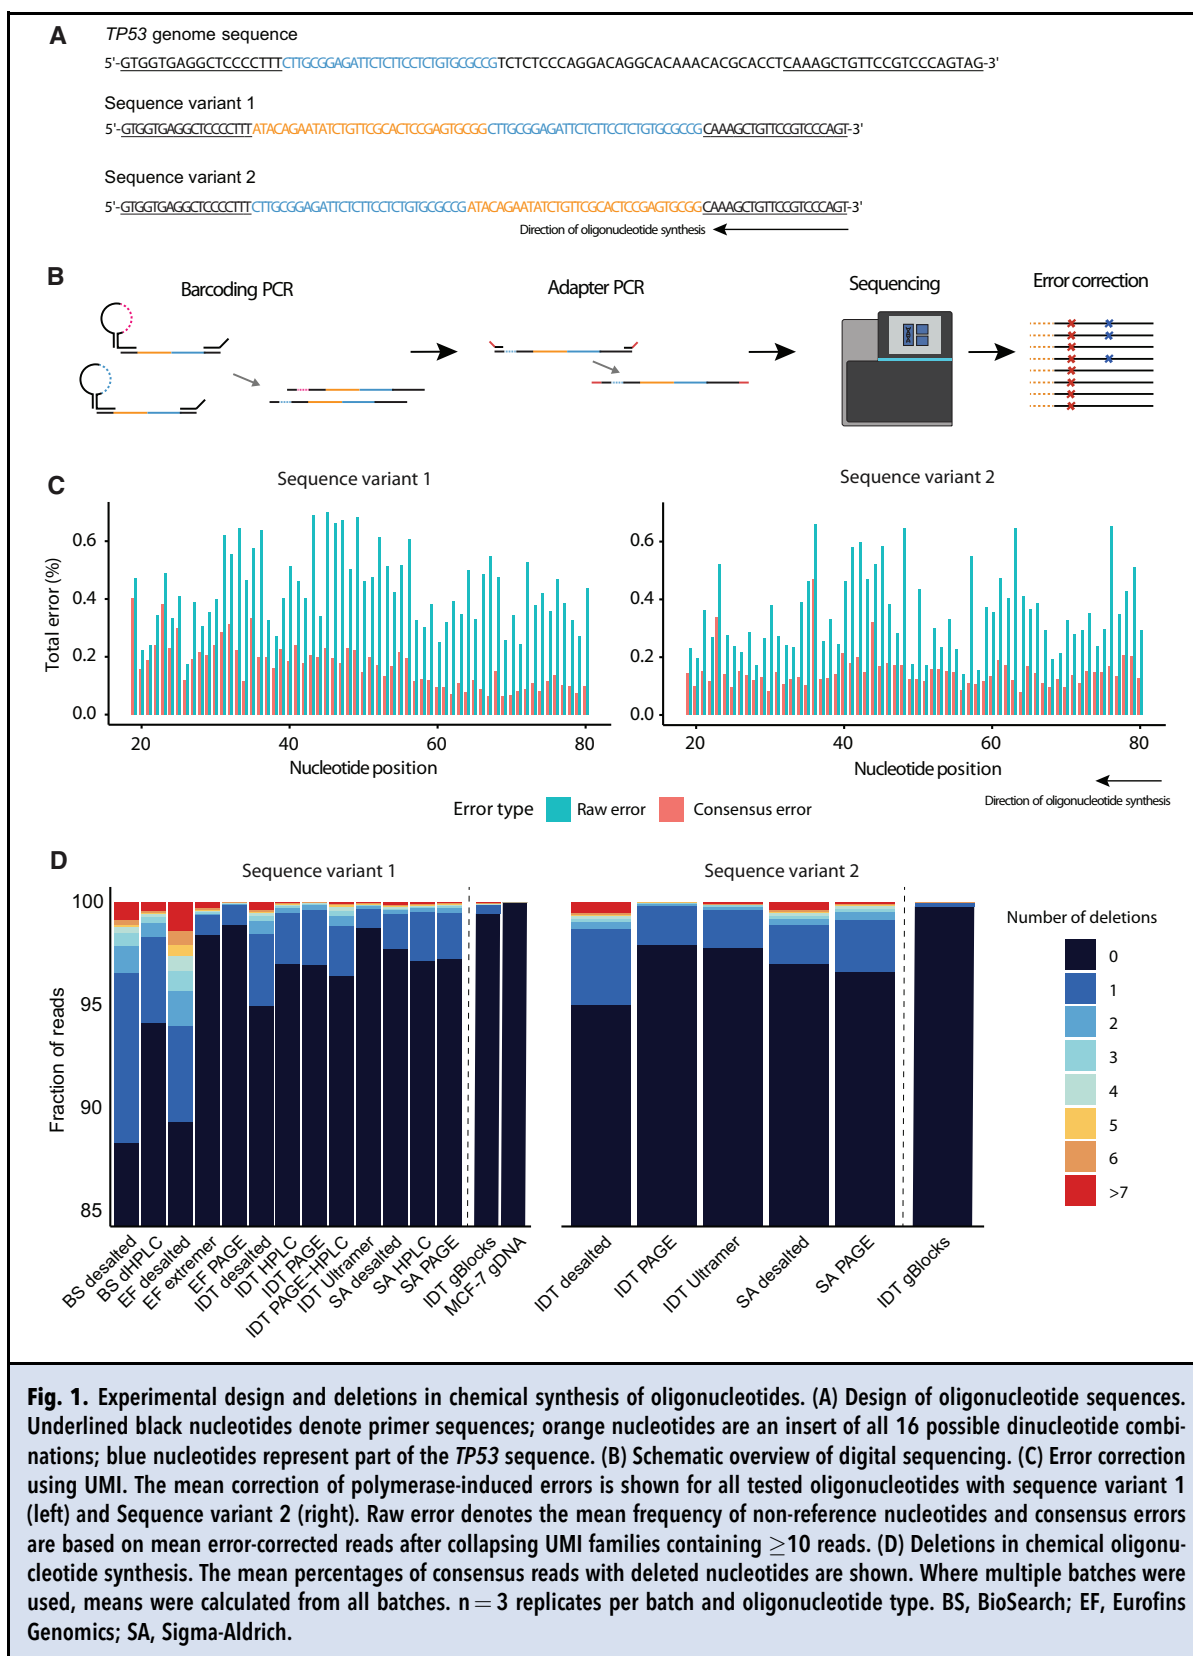 A
TP53 genome sequence
5'-GTGGTGAGGCTCCCCTTTCTTGCGGAGATTCTCTTCCTCTGTGCGCCGTCTCTCCCAGGACAGGCACAAACACGCACCTCAAAGCTGTTCCGTCCCAGTAG-3'
Sequence variant 1
5'-GTGGTGAGGCTCCCCTTTATACAGAATATCTGTTCGCACTCCGAGTGCGGCTTGCGGAGATTCTCTTCCTCTGTGCGCCGCAAAGCTGTTCCGTCCCAGT-3'
Sequence variant 2
5'-GTGGTGAGGCTCCCCTTTCTTGCGGAGATTCTCTTCCTCTGTGCGCCGATACAGAATATCTGTTCGCACTCCGAGTGCGGCAAAGCTGTTCCGTCCCAGT-3'
Direction of oligonucleotide synthesis
B
Barcoding PCR
Adapter PCR
Sequencing
Error correction
C
Sequence variant 1
Sequence variant 2
Total error (%)
0.6
0.4
0.2
0.0
20
40
60
80
Nucleotide position
0.6
0.4
0.2
0.0
20
40
60
80
Nucleotide position
Direction of oligonucleotide synthesis
Error type Raw error Consensus error
D
Sequence variant 1
Sequence variant 2
Fraction of reads
100
95
90
85
BS desalted
BS dHPLC
EF desalted
EF extremer
EF PAGE
IDT desalted
IDT HPLC
IDT PAGE
IDT PAGE-HPLC
IDT Ultramer
SA desalted
SA HPLC
SA PAGE
IDT gBlocks
MCF-7 gDNA
IDT desalted
IDT PAGE
IDT Ultramer
SA desalted
SA PAGE
IDT gBlocks
Number of deletions
0
1
2
3
4
5
6
>7
Fig. 1. Experimental design and deletions in chemical synthesis of oligonucleotides. (A) Design of oligonucleotide sequences.
Underlined black nucleotides denote primer sequences; orange nucleotides are an insert of all 16 possible dinucleotide combi-
nations; blue nucleotides represent part of the TP53 sequence. (B) Schematic overview of digital sequencing. (C) Error correction
using UMI. The mean correction of polymerase-induced errors is shown for all tested oligonucleotides with sequence variant 1
(left) and Sequence variant 2 (right). Raw error denotes the mean frequency of non-reference nucleotides and consensus errors
are based on mean error-corrected reads after collapsing UMI families containing ≥10 reads. (D) Deletions in chemical oligonu-
cleotide synthesis. The mean percentages of consensus reads with deleted nucleotides are shown. Where multiple batches were
used, means were calculated from all batches. n = 3 replicates per batch and oligonucleotide type. BS, BioSearch; EF, Eurofins
Genomics; SA, Sigma-Aldrich.